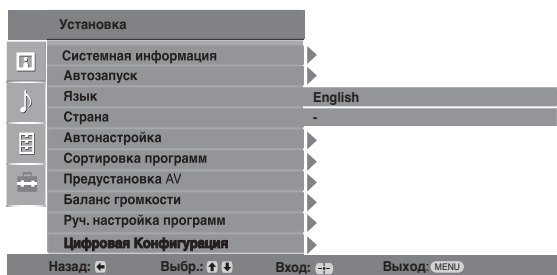 Установка
Системная информация
Автозапуск
Язык English
Страна -
Автонастройка
Сортировка программ
Предустановка AV
Баланс громкости
Руч. настройка программ
Цифровая Конфигурация
Назад: Выбр.: Вход: Выход: MENU